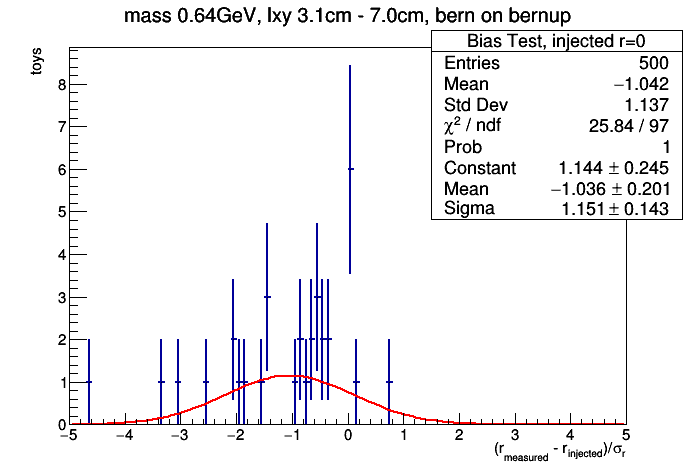 mass 0.64GeV, lxy 3.1cm - 7.0cm, bern on bernup
toys
Bias Test, injected r=0
Entries 500
Mean −1.042
Std Dev 1.137
χ² / ndf 25.84 / 97
Prob 1
Constant 1.144 ± 0.245
Mean −1.036 ± 0.201
Sigma 1.151 ± 0.143
8
7
6
5
4
3
2
1
0
−5 −4 −3 −2 −1 0 1 2 3 4 5
(r_measured - r_injected)/σ_r